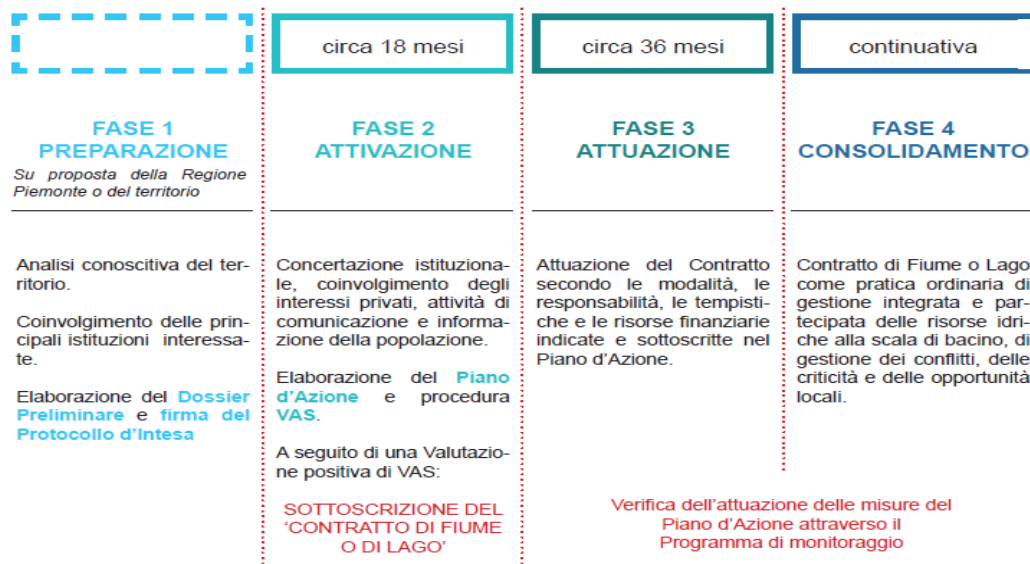 circa 18 mesi
circa 36 mesi
continuativa
FASE 1
PREPARAZIONE
Su proposta della Regione
Piemonte o del territorio
FASE 2
ATTIVAZIONE
FASE 3
ATTUAZIONE
FASE 4
CONSOLIDAMENTO
Analisi conoscitiva del ter-
ritorio.
Coinvolgimento delle prin-
cipali istituzioni interessa-
te.
Elaborazione del Dossier
Preliminare e firma del
Protocollo d'Intesa
Concertazione istituziona-
le, coinvolgimento degli
interessi privati, attività di
comunicazione e informa-
zione della popolazione.
Elaborazione del Piano
d'Azione e procedura
VAS.
A seguito di una Valutazio-
ne positiva di VAS:
SOTTOSCRIZIONE DEL
'CONTRATTO DI FIUME
O DI LAGO'
Attuazione del Contratto
secondo le modalità, le
responsabilità, le tempisti-
che e le risorse finanziarie
indicate e sottoscritte nel
Piano d'Azione.
Contratto di Fiume o Lago
come pratica ordinaria di
gestione integrata e par-
tecipata delle risorse idri-
che alla scala di bacino, di
gestione dei conflitti, delle
criticità e delle opportunità
locali.
Verifica dell'attuazione delle misure del
Piano d'Azione attraverso il
Programma di monitoraggio